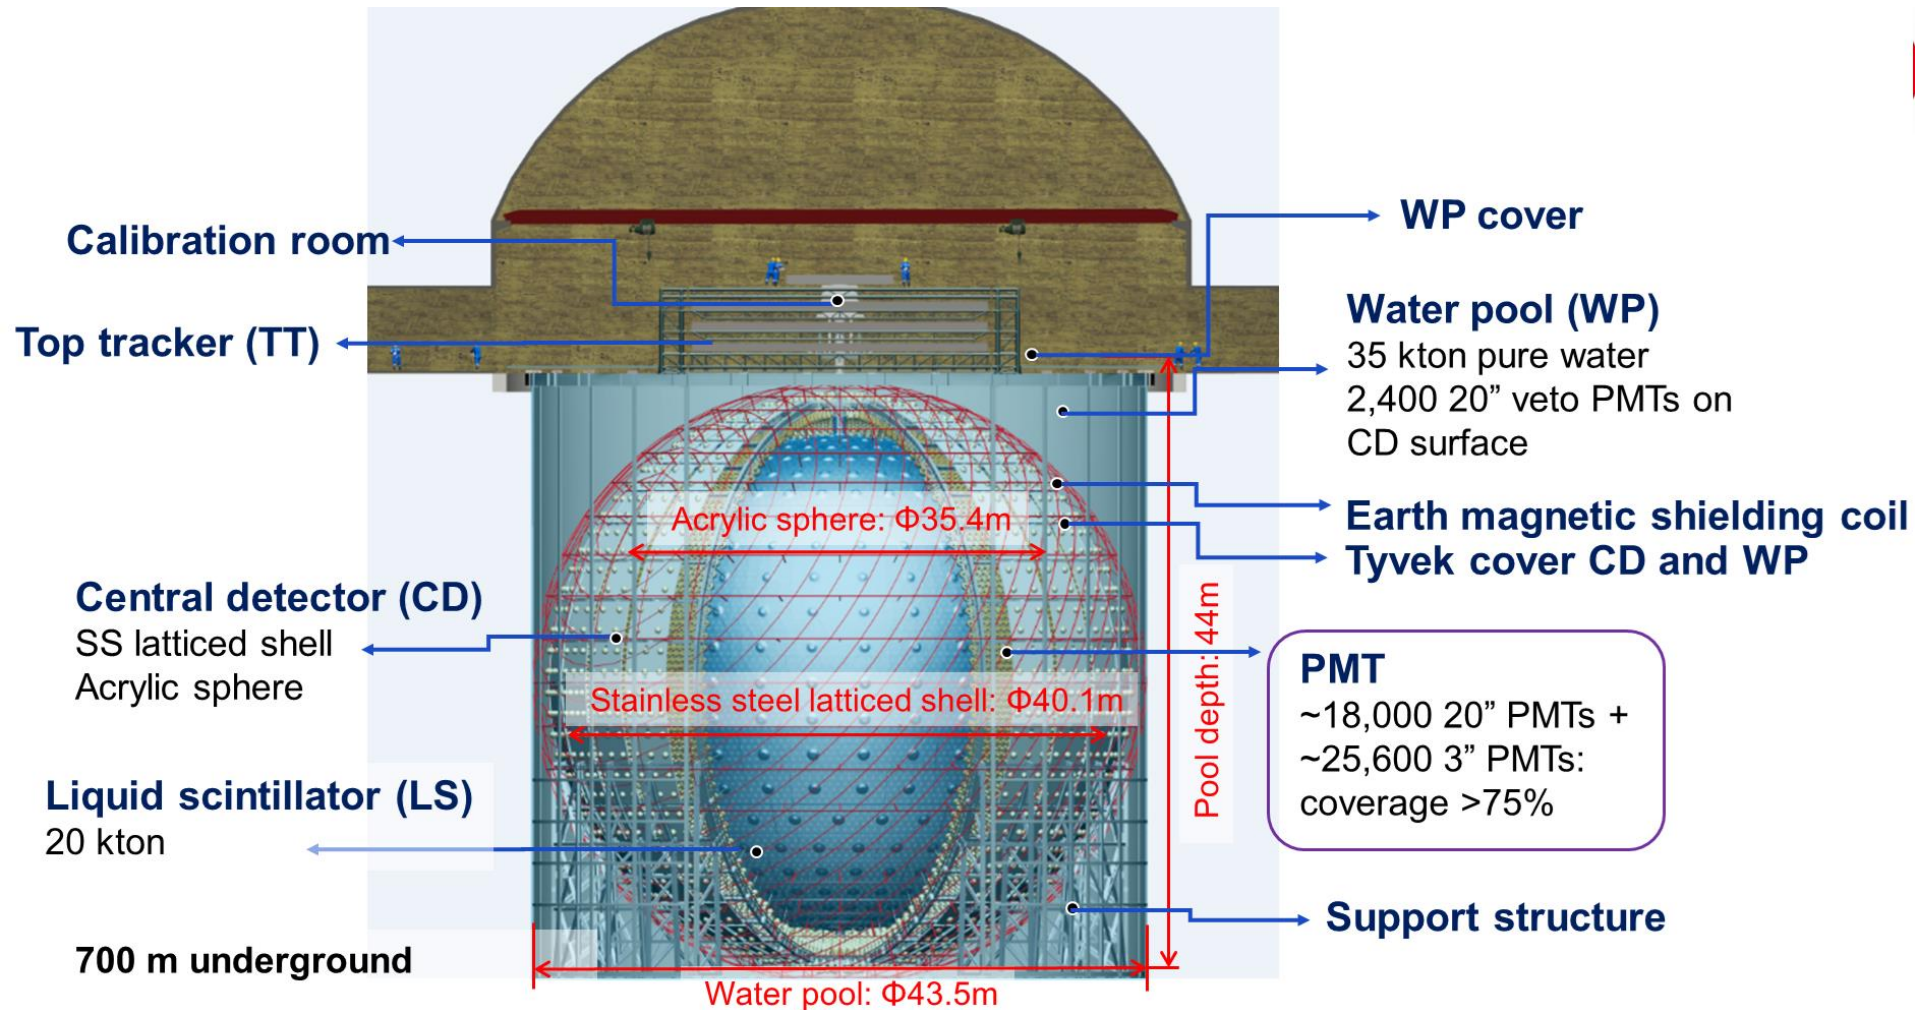 Calibration room
Top tracker (TT)
Central detector (CD)
SS latticed shell
Acrylic sphere
Liquid scintillator (LS)
20 kton
700 m underground
Acrylic sphere: Φ35.4m
Stainless steel latticed shell: Φ40.1m
Water pool: Φ43.5m
Pool depth: 44m
WP cover
Water pool (WP)
35 kton pure water
2,400 20” veto PMTs on
CD surface
Earth magnetic shielding coil
Tyvek cover CD and WP
PMT
~18,000 20” PMTs +
~25,600 3” PMTs:
coverage >75%
Support structure